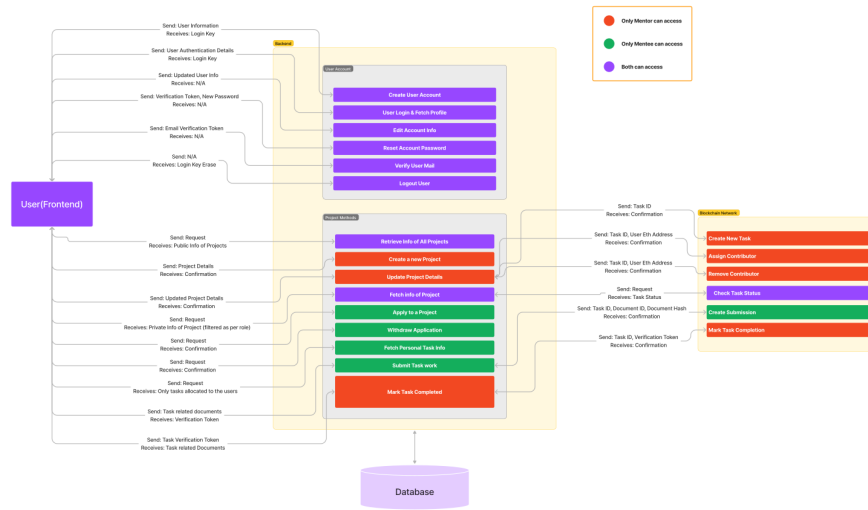 Only Mentor can access
Only Mentee can access
Both can access
Send: User Information
Receives: Login Key
Send: User Authentication Details
Receives: Login Key
Send: Updated User Info
Receives: N/A
Send: Verification Token, New Password
Receives: N/A
Send: Email Verification Token
Receives: N/A
Send: N/A
Receives: Login Key Erase
User(Frontend)
Send: Request
Receives: Public Info of Projects
Send: Project Details
Receives: Confirmation
Send: Updated Project Details
Receives: Confirmation
Send: Request
Receives: Private Info of Project (filtered as per role)
Send: Request
Receives: Confirmation
Send: Request
Receives: Confirmation
Send: Request
Receives: Only tasks allocated to the users
Send: Task related documents
Receives: Verification Token
Send: Task Verification Token
Receives: Task related Documents
Backend
User Account
Create User Account
User Login & Fetch Profile
Edit Account Info
Reset Account Password
Verify User Mail
Logout User
Project Methods
Retrieve Info of All Projects
Create a new Project
Update Project Details
Fetch info of Project
Apply to a Project
Withdraw Application
Fetch Personal Task Info
Submit Task work
Mark Task Completed
Database
Send: Task ID
Receives: Confirmation
Send: Task ID, User Eth Address
Receives: Confirmation
Send: Task ID, User Eth Address
Receives: Confirmation
Send: Request
Receives: Task Status
Send: Task ID, Document ID, Document Hash
Receives: Confirmation
Send: Task ID, Verification Token
Receives: Confirmation
Blockchain Network
Create New Task
Assign Contributor
Remove Contributor
Check Task Status
Create Submission
Mark Task Completion